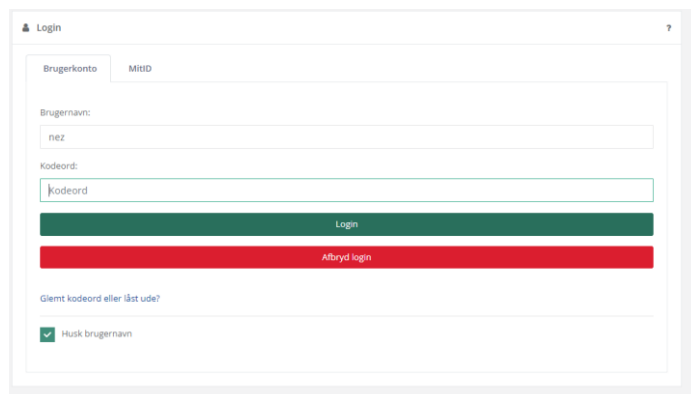 Login
?
Brugerkonto MitID
Brugernavn:
nez
Kodeord:
Kodeord
Login
Afbryd login
Glemt kodeord eller låst ude?
Husk brugernavn